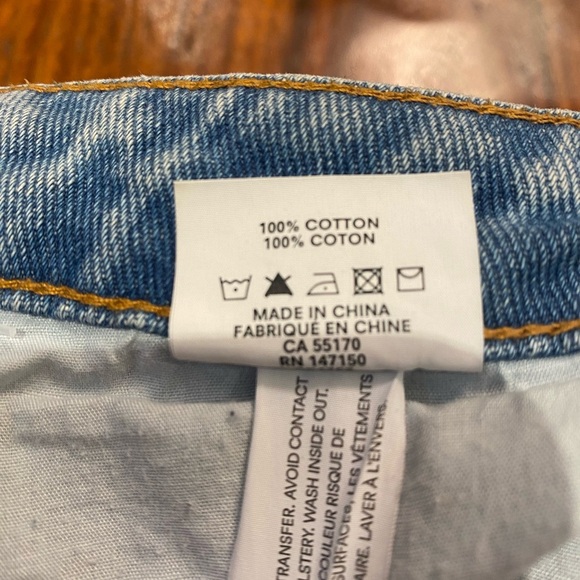 100% COTTON
100% COTON
MADE IN CHINA
FABRIQUÉ EN CHINE
CA 55170
RN 147150
TRANSFER. AVOID CONTACT
LSTERY. WASH INSIDE OUT.
COULEUR RISQUE DE
SURFACES, LES VÊTEMENTS
AIRE. LAVER À L'ENVERS.